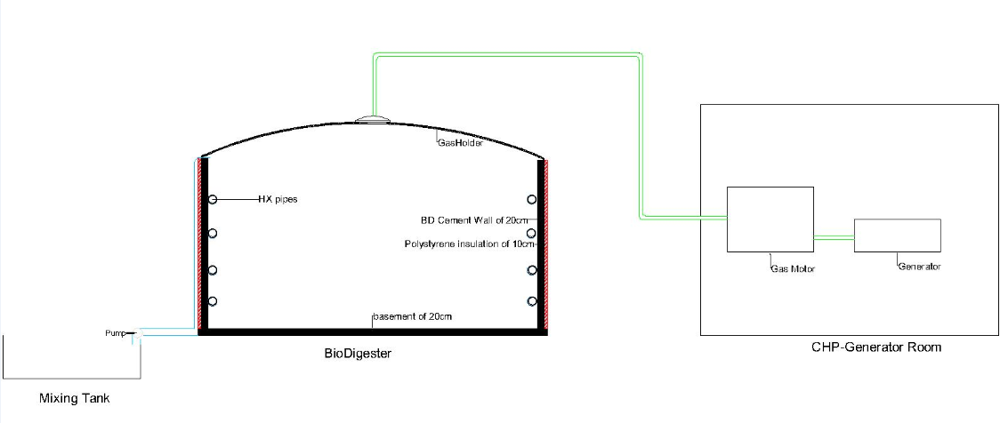 GasHolder
HX pipes
BD Cement Wall of 20cm
Polystyrene insulation of 10cm
Gas Motor
Generator
basement of 20cm
Pump
CHP-Generator Room
BioDigester
Mixing Tank